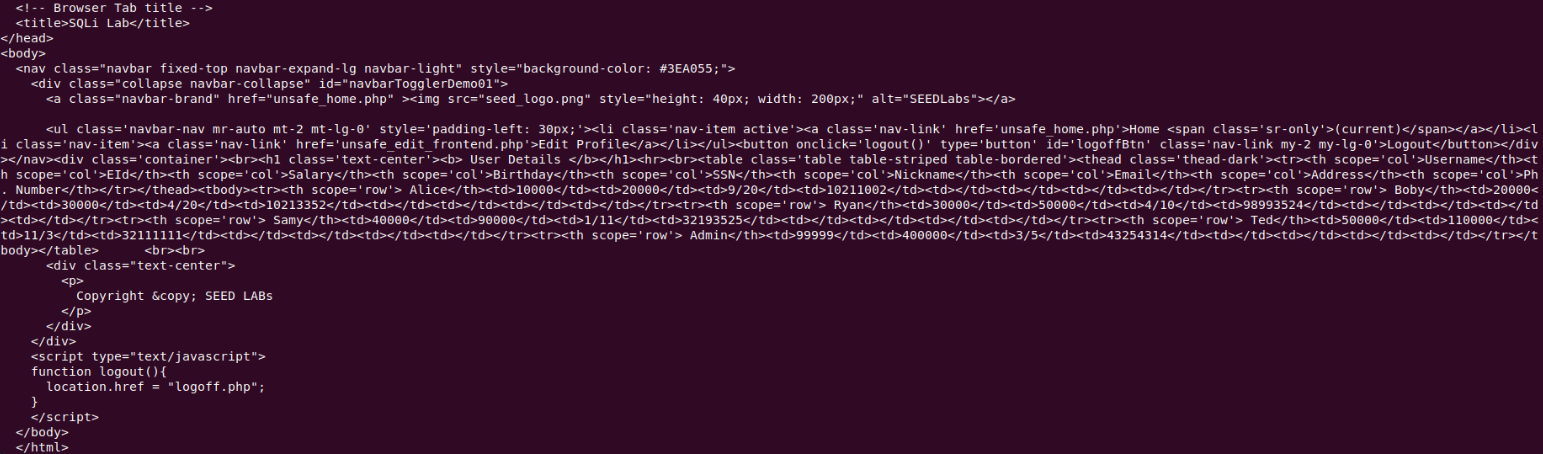 <!-- Browser Tab title -->
<title>SQLi Lab</title>
</head>
<body>
<nav class="navbar fixed-top navbar-expand-lg navbar-light" style="background-color: #3EA055;">
<div class="collapse navbar-collapse" id="navbarTogglerDemo01">
<a class="navbar-brand" href="unsafe_home.php" ><img src="seed_logo.png" style="height: 40px; width: 200px;" alt="SEEDLabs"></a>
<ul class='navbar-nav mr-auto mt-2 mt-lg-0' style='padding-left: 30px;'><li class='nav-item active'><a class='nav-link' href='unsafe_home.php'>Home <span class='sr-only'>(current)</span></a></li><l
i class='nav-item'><a class='nav-link' href='unsafe_edit_frontend.php'>Edit Profile</a></li></ul><button onclick='logout()' type='button' id='logoffBtn' class='nav-link my-2 my-lg-0'>Logout</button></div
></nav><div class='container'><br><h1 class='text-center'><b> User Details </b></h1><hr><br><table class='table table-striped table-bordered'><thead class='thead-dark'><tr><th scope='col'>Username</th><t
h scope='col'>EId</th><th scope='col'>Salary</th><th scope='col'>Birthday</th><th scope='col'>SSN</th><th scope='col'>Nickname</th><th scope='col'>Email</th><th scope='col'>Address</th><th scope='col'>Ph
. Number</th></tr></thead><tbody><tr><th scope='row'> Alice</th><td>10000</td><td>20000</td><td>9/20</td><td>10211002</td><td></td><td></td><td></td><td></td></tr><tr><th scope='row'> Boby</th><td>20000<
/td><td>30000</td><td>4/20</td><td>10213352</td><td></td><td></td><td></td><td></td></tr><tr><th scope='row'> Ryan</th><td>30000</td><td>50000</td><td>4/10</td><td>98993524</td><td></td><td></td><td></td
><td></td></tr><tr><th scope='row'> Samy</th><td>40000</td><td>90000</td><td>1/11</td><td>32193525</td><td></td><td></td><td></td><td></td></tr><tr><th scope='row'> Ted</th><td>50000</td><td>110000</td><
td>11/3</td><td>32111111</td><td></td><td></td><td></td><td></td></tr><tr><th scope='row'> Admin</th><td>99999</td><td>400000</td><td>3/5</td><td>43254314</td><td></td><td></td><td></td><td></td></tr></t
body></table>      <br><br>
<div class="text-center">
<p>
Copyright &copy; SEED LABs
</p>
</div>
</div>
<script type="text/javascript">
function logout(){
location.href = "logoff.php";
}
</script>
</body>
</html>